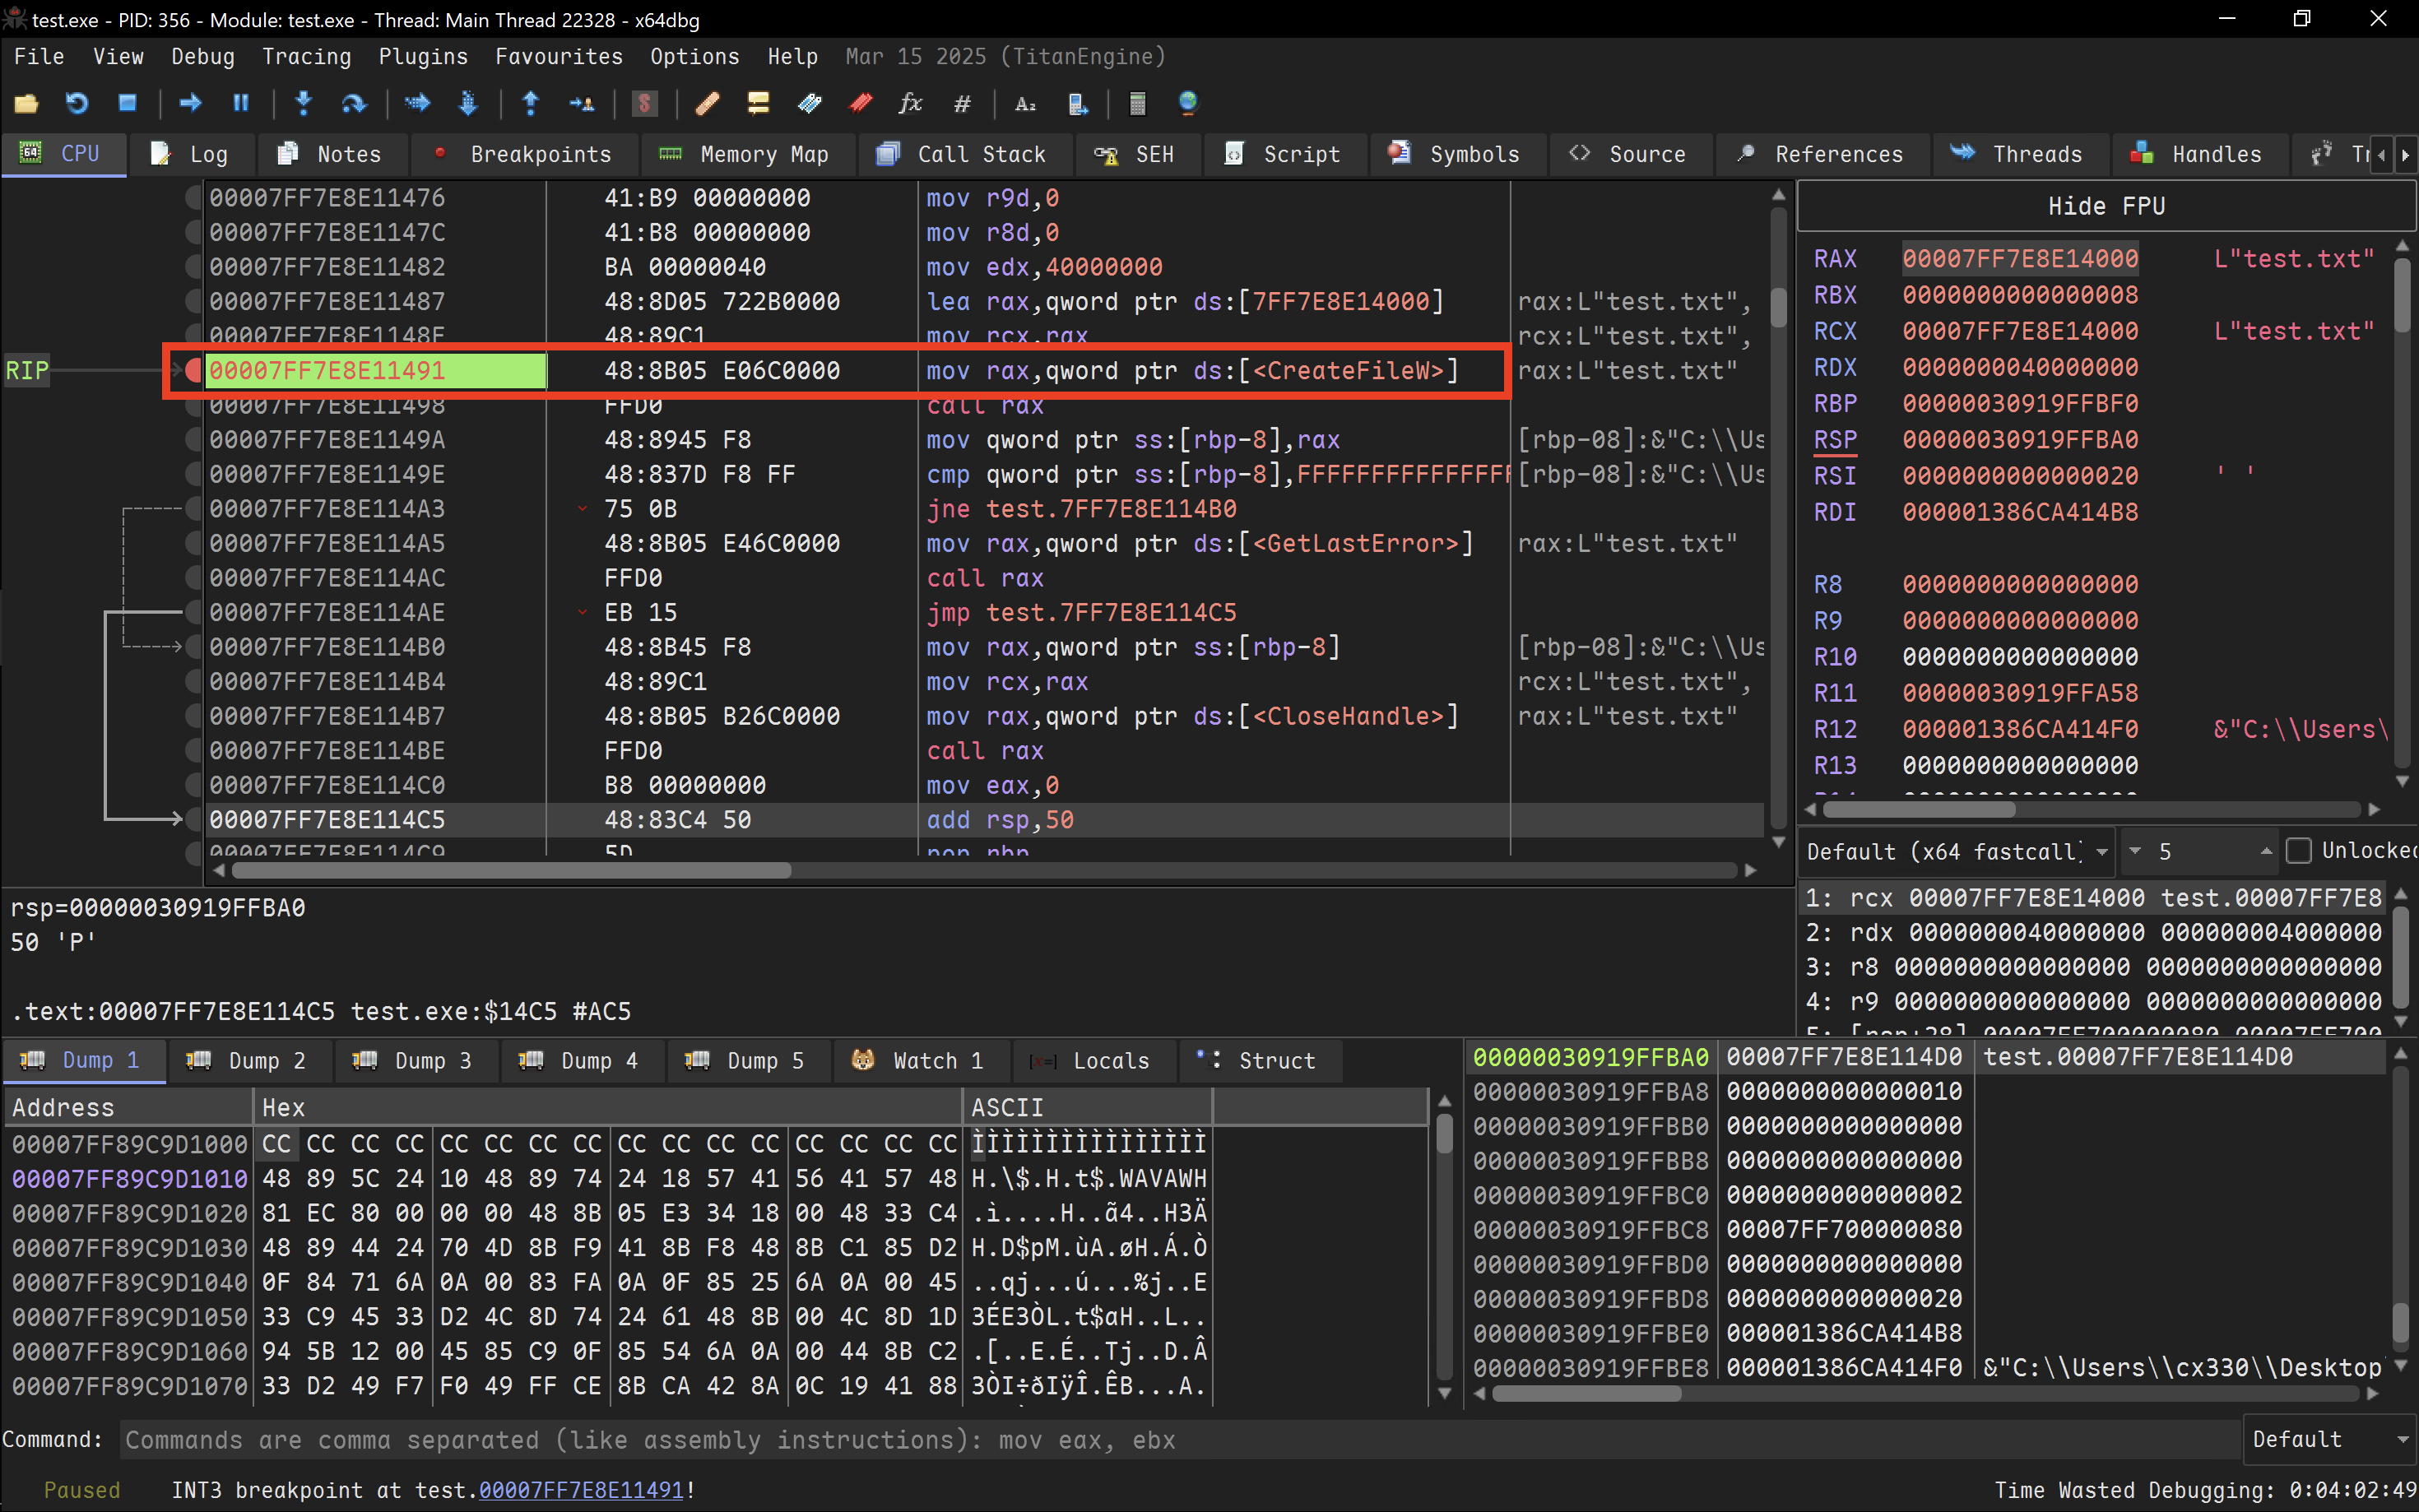 test.exe - PID: 356 - Module: test.exe - Thread: Main Thread 22328 - x64dbg
File View Debug Tracing Plugins Favourites Options Help Mar 15 2025 (TitanEngine)
CPU Log Notes Breakpoints Memory Map Call Stack SEH Script Symbols Source References Threads Handles
00007FF7E8E11476 41:B9 00000000 mov r9d,0
00007FF7E8E1147C 41:B8 00000000 mov r8d,0
00007FF7E8E11482 BA 00000040 mov edx,40000000
00007FF7E8E11487 48:8D05 722B0000 lea rax,qword ptr ds:[7FF7E8E14000] rax:L"test.txt",
00007FF7E8E1148E 48:89C1 mov rcx,rax rcx:L"test.txt",
RIP 00007FF7E8E11491 48:8B05 E06C0000 mov rax,qword ptr ds:[<CreateFileW>] rax:L"test.txt"
00007FF7E8E11498 FFD0 call rax
00007FF7E8E1149A 48:8945 F8 mov qword ptr ss:[rbp-8],rax [rbp-08]:&"C:\\Us
00007FF7E8E1149E 48:837D F8 FF cmp qword ptr ss:[rbp-8],FFFFFFFFFFFFFFF [rbp-08]:&"C:\\Us
00007FF7E8E114A3 75 0B jne test.7FF7E8E114B0
00007FF7E8E114A5 48:8B05 E46C0000 mov rax,qword ptr ds:[<GetLastError>] rax:L"test.txt"
00007FF7E8E114AC FFD0 call rax
00007FF7E8E114AE EB 15 jmp test.7FF7E8E114C5
00007FF7E8E114B0 48:8B45 F8 mov rax,qword ptr ss:[rbp-8] [rbp-08]:&"C:\\Us
00007FF7E8E114B4 48:89C1 mov rcx,rax rcx:L"test.txt",
00007FF7E8E114B7 48:8B05 B26C0000 mov rax,qword ptr ds:[<CloseHandle>] rax:L"test.txt"
00007FF7E8E114BE FFD0 call rax
00007FF7E8E114C0 B8 00000000 mov eax,0
00007FF7E8E114C5 48:83C4 50 add rsp,50
00007FF7E8E114C9 5D pop rbp
Hide FPU
RAX 00007FF7E8E14000 L"test.txt"
RBX 0000000000000008
RCX 00007FF7E8E14000 L"test.txt"
RDX 0000000040000000
RBP 00000030919FFBF0
RSP 00000030919FFBA0
RSI 0000000000000020 ' '
RDI 000001386CA414B8
R8 0000000000000000
R9 0000000000000000
R10 0000000000000000
R11 00000030919FFA58
R12 000001386CA414F0 &"C:\\Users\
R13 0000000000000000
Default (x64 fastcall) 5 Unlocked
1: rcx 00007FF7E8E14000 test.00007FF7E8
2: rdx 0000000040000000 000000004000000
3: r8 0000000000000000 0000000000000000
4: r9 0000000000000000 0000000000000000
5: [rsp+28] 00007FF700000080 00007FF700
rsp=00000030919FFBA0
50 'P'
.text:00007FF7E8E114C5 test.exe:$14C5 #AC5
Dump 1 Dump 2 Dump 3 Dump 4 Dump 5 Watch 1 Locals Struct
Address Hex ASCII
00007FF89C9D1000 CC CC CC CC CC CC CC CC CC CC CC CC CC CC CC CC ÌÌÌÌÌÌÌÌÌÌÌÌÌÌÌÌ
00007FF89C9D1010 48 89 5C 24 10 48 89 74 24 18 57 41 56 41 57 48 H.\$.H.t$.WAVAWH
00007FF89C9D1020 81 EC 80 00 00 00 48 8B 05 E3 34 18 00 48 33 C4 .ì....H..ã4..H3Ä
00007FF89C9D1030 48 89 44 24 70 4D 8B F9 41 8B F8 48 8B C1 85 D2 H.D$pM.ùA.øH.Á.Ò
00007FF89C9D1040 0F 84 71 6A 0A 00 83 FA 0A 0F 85 25 6A 0A 00 45 ..qj...ú...%j..E
00007FF89C9D1050 33 C9 45 33 D2 4C 8D 74 24 61 48 8B 00 4C 8D 1D 3ÉE3ÒL.t$aH..L..
00007FF89C9D1060 94 5B 12 00 45 85 C9 0F 85 54 6A 0A 00 44 8B C2 .[..E.É..Tj..D.Â
00007FF89C9D1070 33 D2 49 F7 F0 49 FF CE 8B CA 42 8A 0C 19 41 88 3ÒI÷ðIÿÎ.ÊB...A.
00000030919FFBA0 00007FF7E8E114D0 test.00007FF7E8E114D0
00000030919FFBA8 0000000000000010
00000030919FFBB0 0000000000000000
00000030919FFBB8 0000000000000000
00000030919FFBC0 0000000000000002
00000030919FFBC8 00007FF700000080
00000030919FFBD0 0000000000000000
00000030919FFBD8 0000000000000020
00000030919FFBE0 000001386CA414B8
00000030919FFBE8 000001386CA414F0 &"C:\\Users\\cx330\\Desktop
Command: Commands are comma separated (like assembly instructions): mov eax, ebx Default
Paused INT3 breakpoint at test.00007FF7E8E11491! Time Wasted Debugging: 0:04:02:49